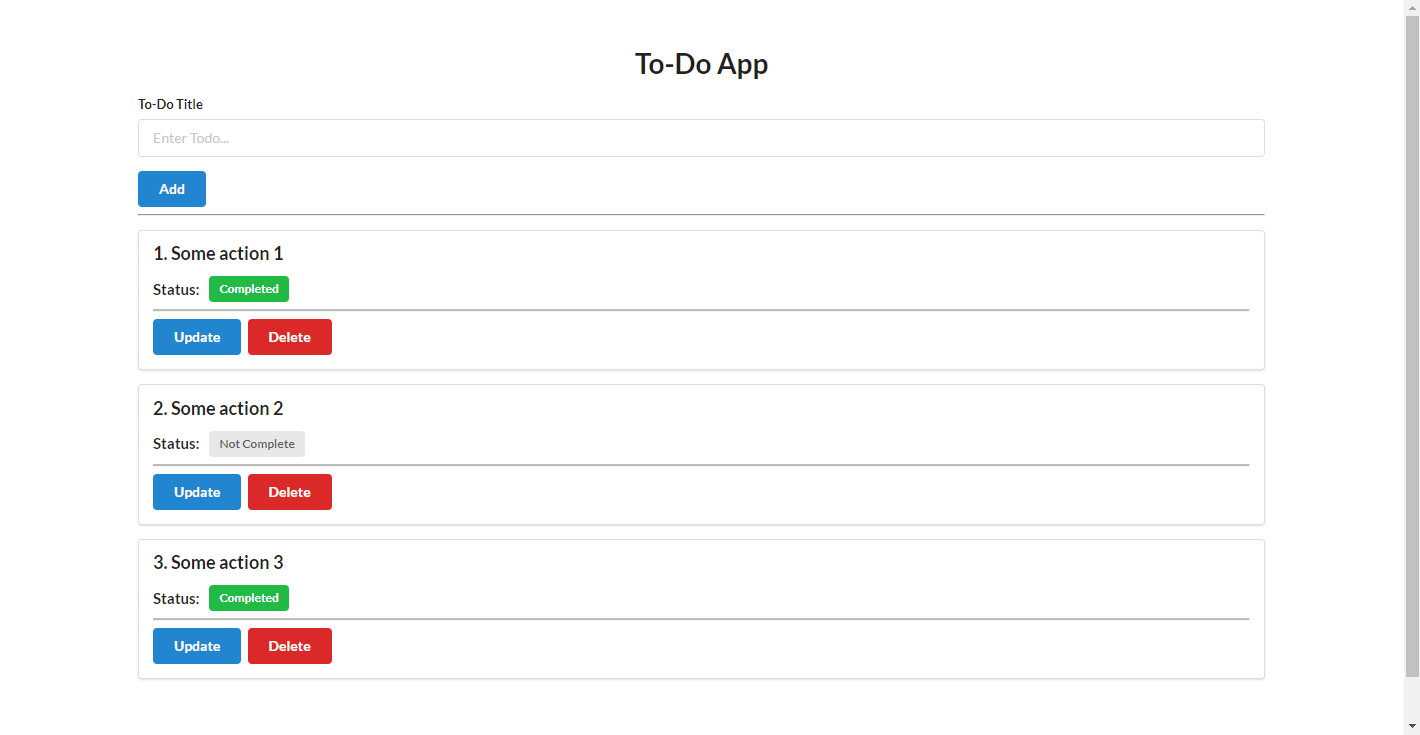 To-Do App
To-Do Title
Enter Todo...
Add
1. Some action 1
Status: Completed
Update Delete
2. Some action 2
Status: Not Complete
Update Delete
3. Some action 3
Status: Completed
Update Delete